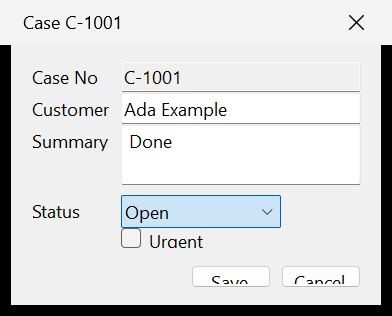 Case C-1001
Case No C-1001
Customer Ada Example
Summary Done
Status Open
Urgent
Save Cancel